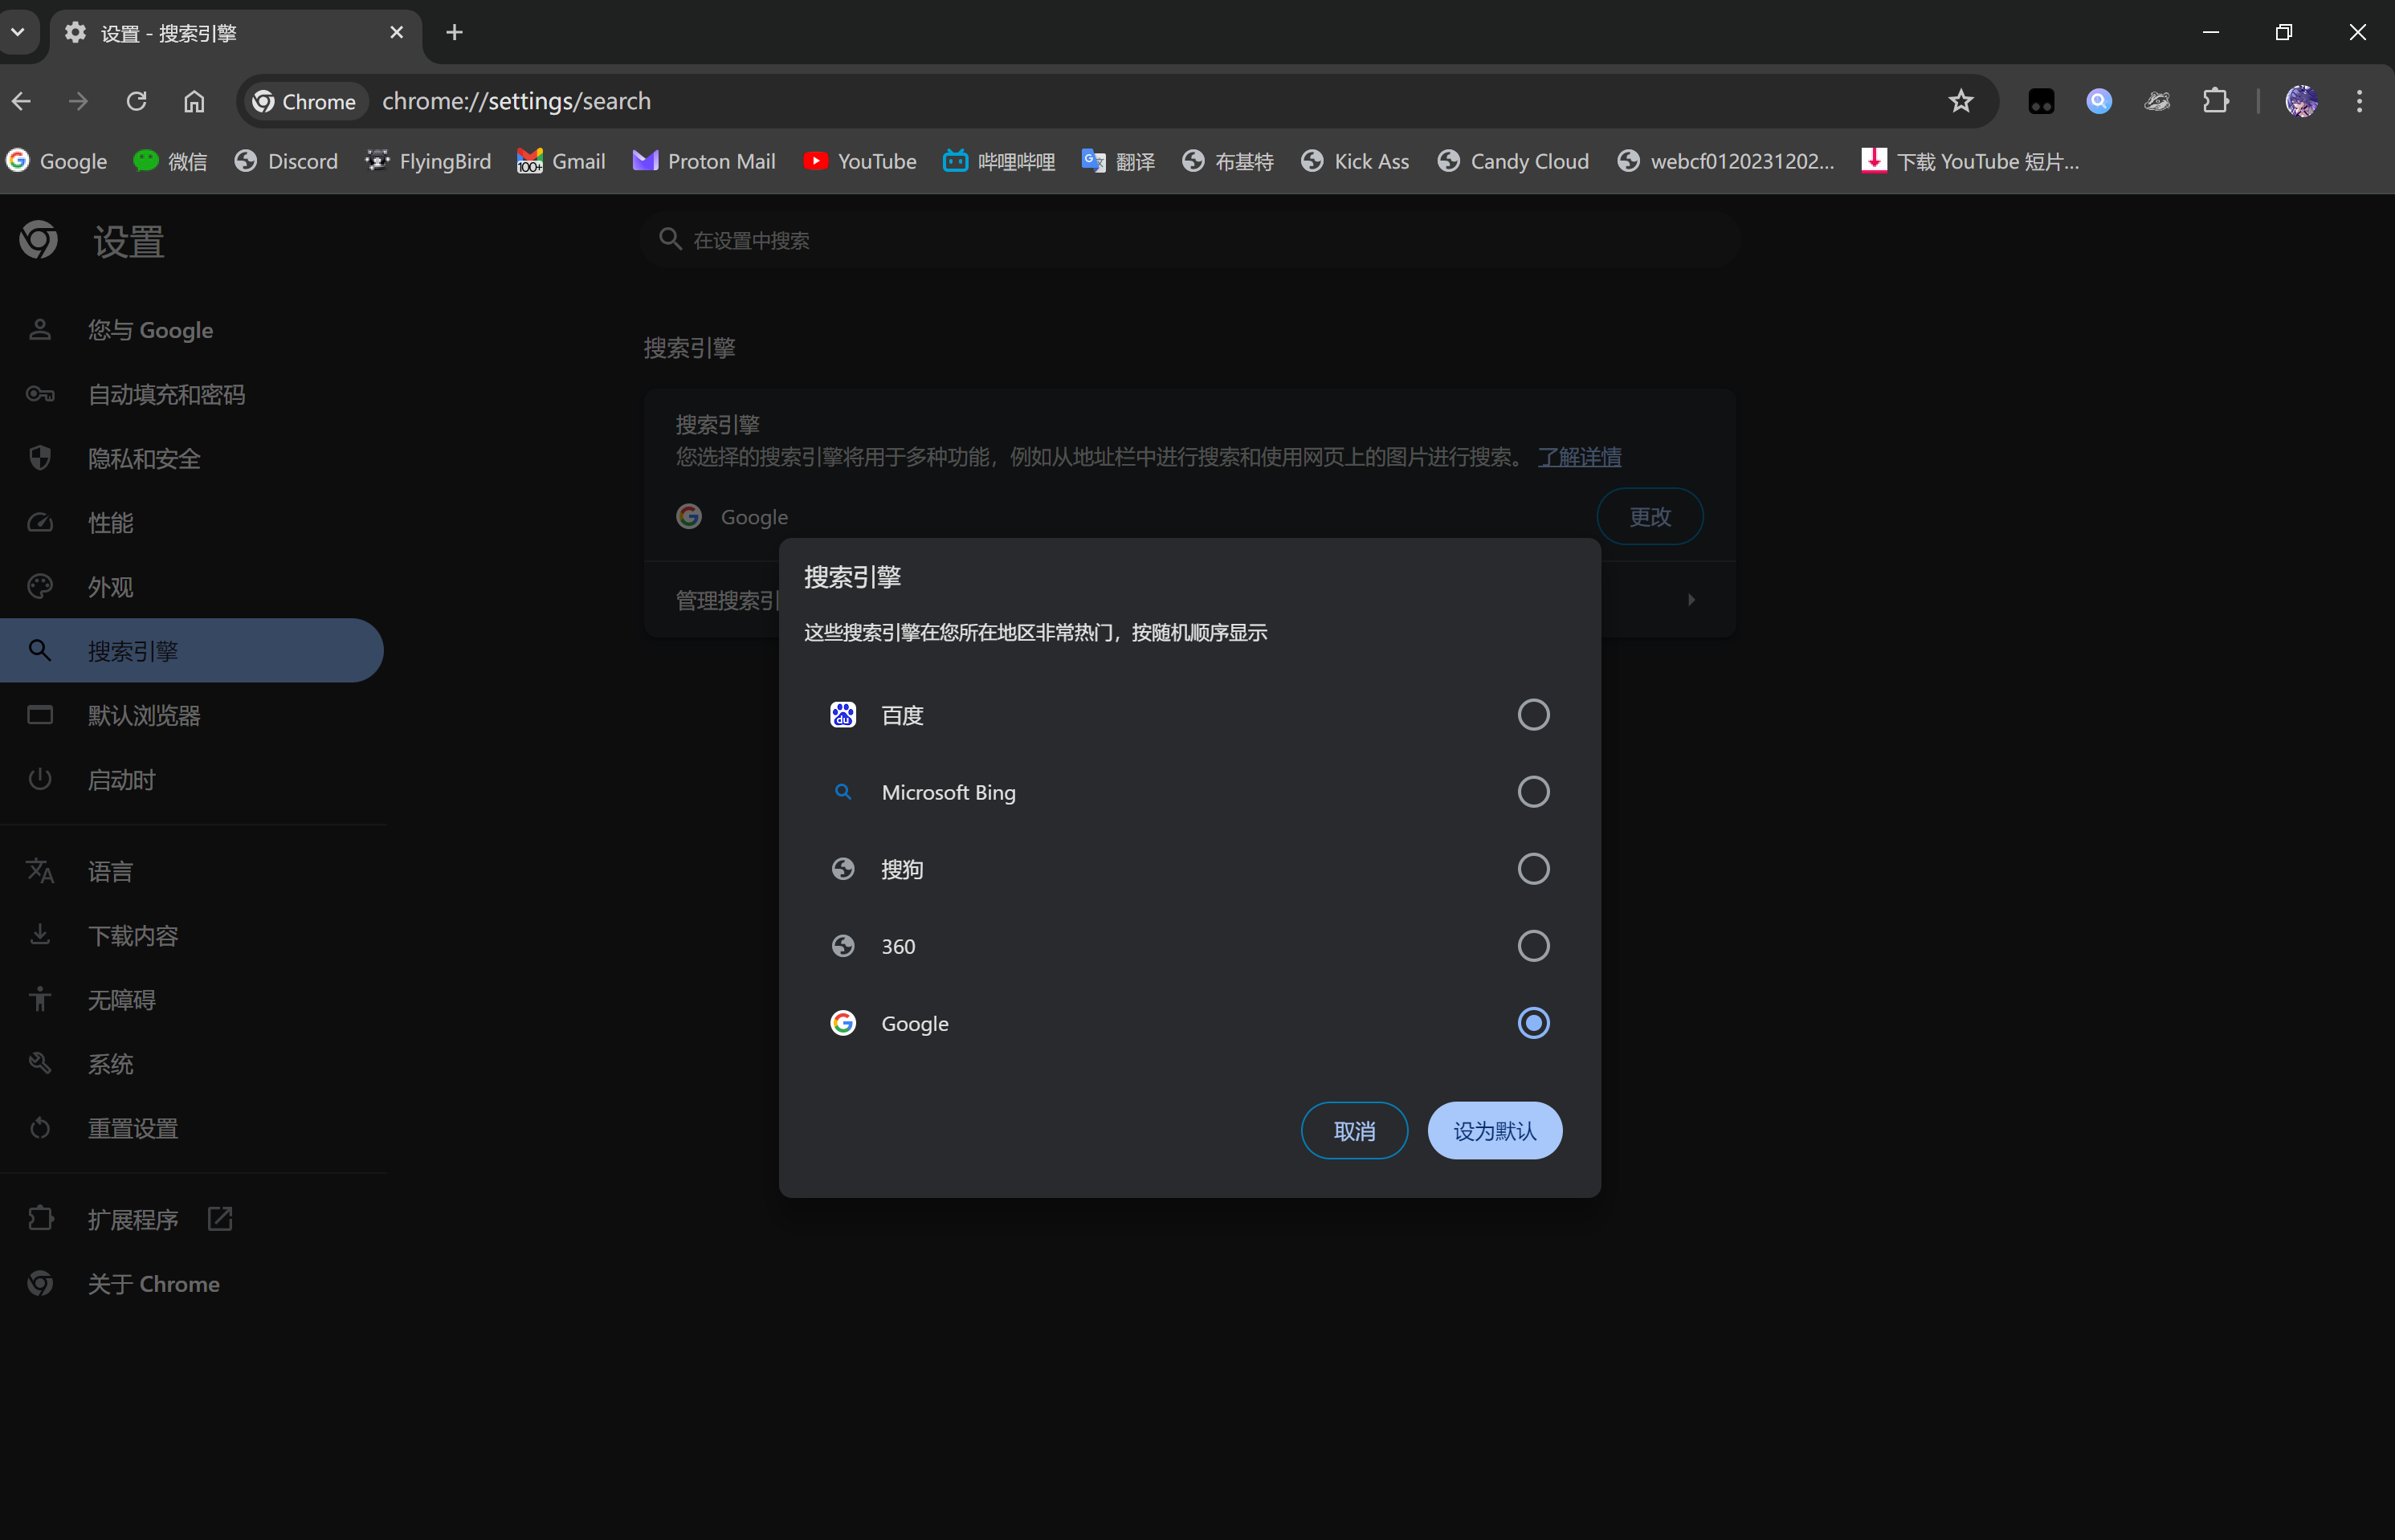 设置 - 搜索引擎
Chrome
chrome://settings/search
Google
微信
Discord
FlyingBird
100+
Gmail
Proton Mail
YouTube
哔哩哔哩
翻译
布基特
Kick Ass
Candy Cloud
webcf0120231202...
下载 YouTube 短片...
设置
在设置中搜索
您与 Google
自动填充和密码
隐私和安全
性能
外观
搜索引擎
默认浏览器
启动时
语言
下载内容
无障碍
系统
重置设置
扩展程序
关于 Chrome
搜索引擎
搜索引擎
您选择的搜索引擎将用于多种功能，例如从地址栏中进行搜索和使用网页上的图片进行搜索。 了解详情
Google
更改
管理搜索引
搜索引擎
这些搜索引擎在您所在地区非常热门，按随机顺序显示
du
百度
Microsoft Bing
搜狗
360
Google
取消
设为默认